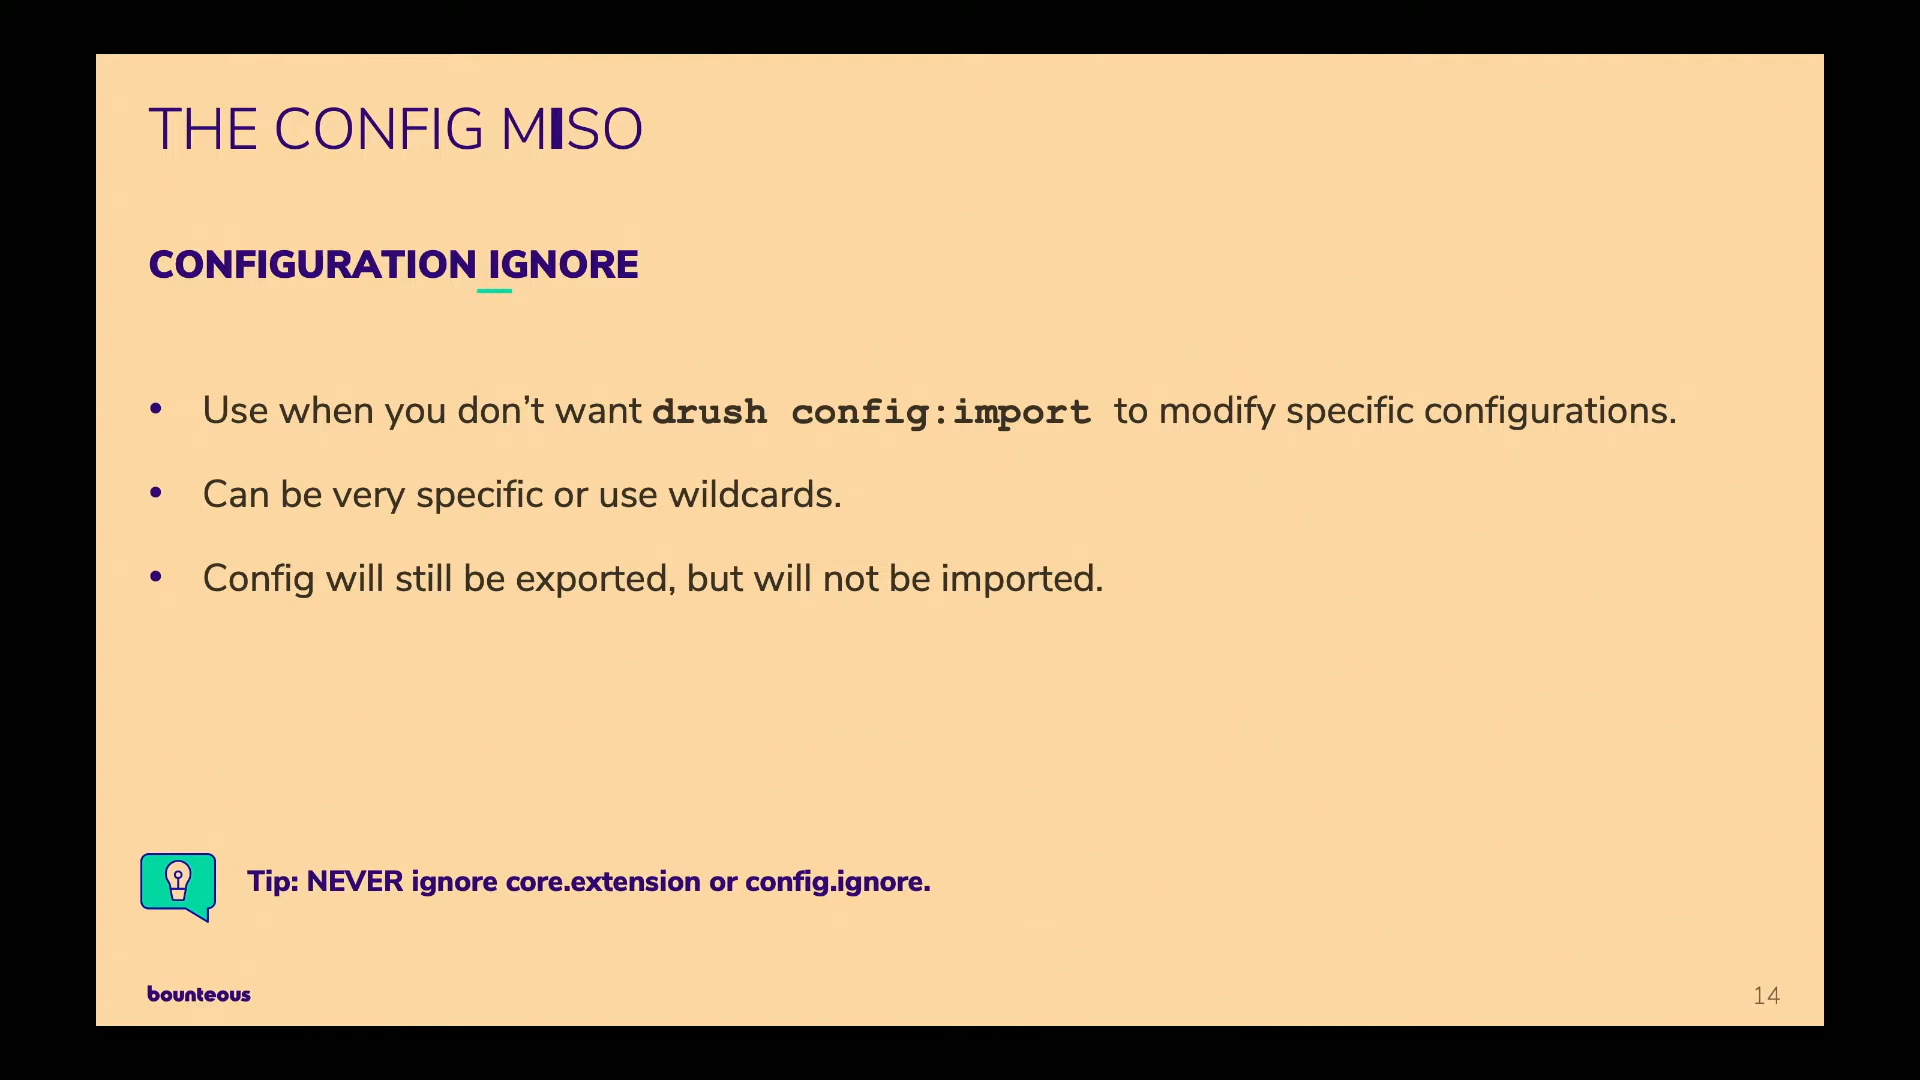 THE CONFIG MISO
CONFIGURATION IGNORE
• Use when you don’t want drush config:import to modify specific configurations.
• Can be very specific or use wildcards.
• Config will still be exported, but will not be imported.
Tip: NEVER ignore core.extension or config.ignore.
bounteous
14